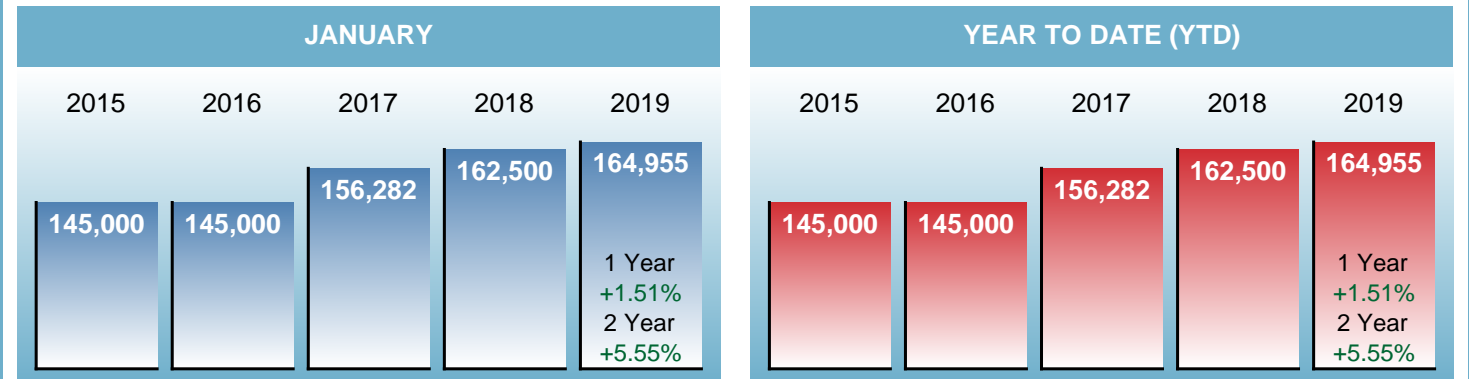 JANUARY
2015 2016 2017 2018 2019
145,000 145,000 156,282 162,500 164,955
1 Year
+1.51%
2 Year
+5.55%
YEAR TO DATE (YTD)
2015 2016 2017 2018 2019
145,000 145,000 156,282 162,500 164,955
1 Year
+1.51%
2 Year
+5.55%